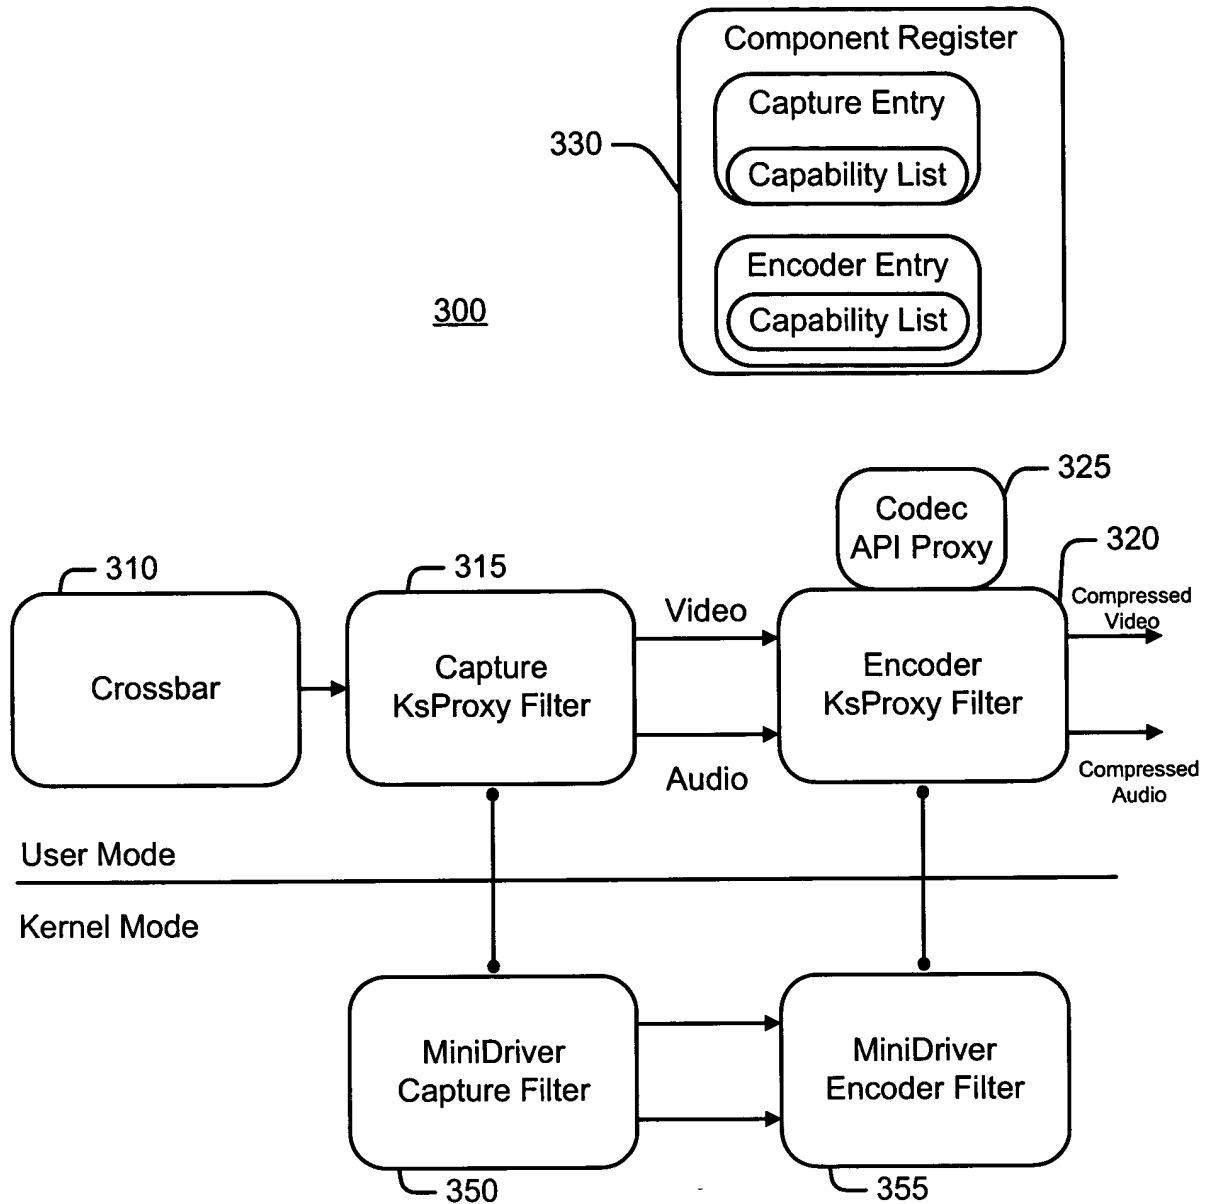 Component Register
Capture Entry
330
Capability List
Encoder Entry
300
Capability List
325
Codec
API Proxy
320
310
315
Compressed
Video
Video
Crossbar
Capture
KsProxy Filter
Encoder
KsProxy Filter
Audio
Compressed
Audio
User Mode
Kernel Mode
MiniDriver
Capture Filter
MiniDriver
Encoder Filter
350
355